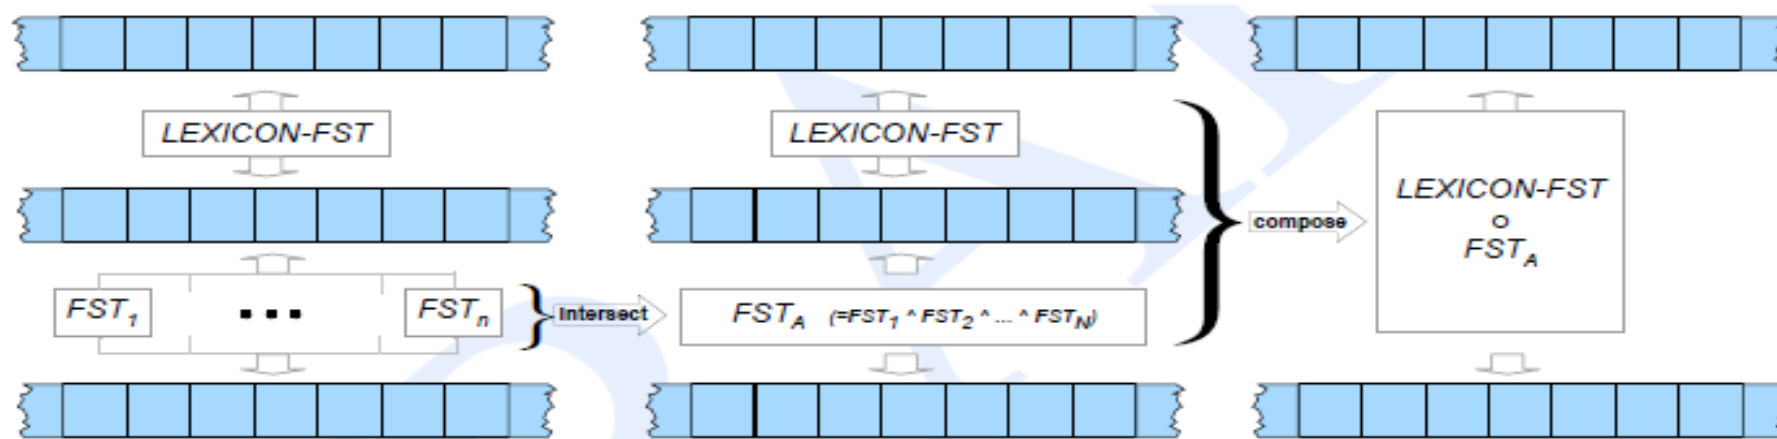 LEXICON-FST
FST1
...
FSTn
Intersect
LEXICON-FST
FSTA (=FST1 ^ FST2 ^ ... ^ FSTN)
compose
LEXICON-FST
o
FSTA